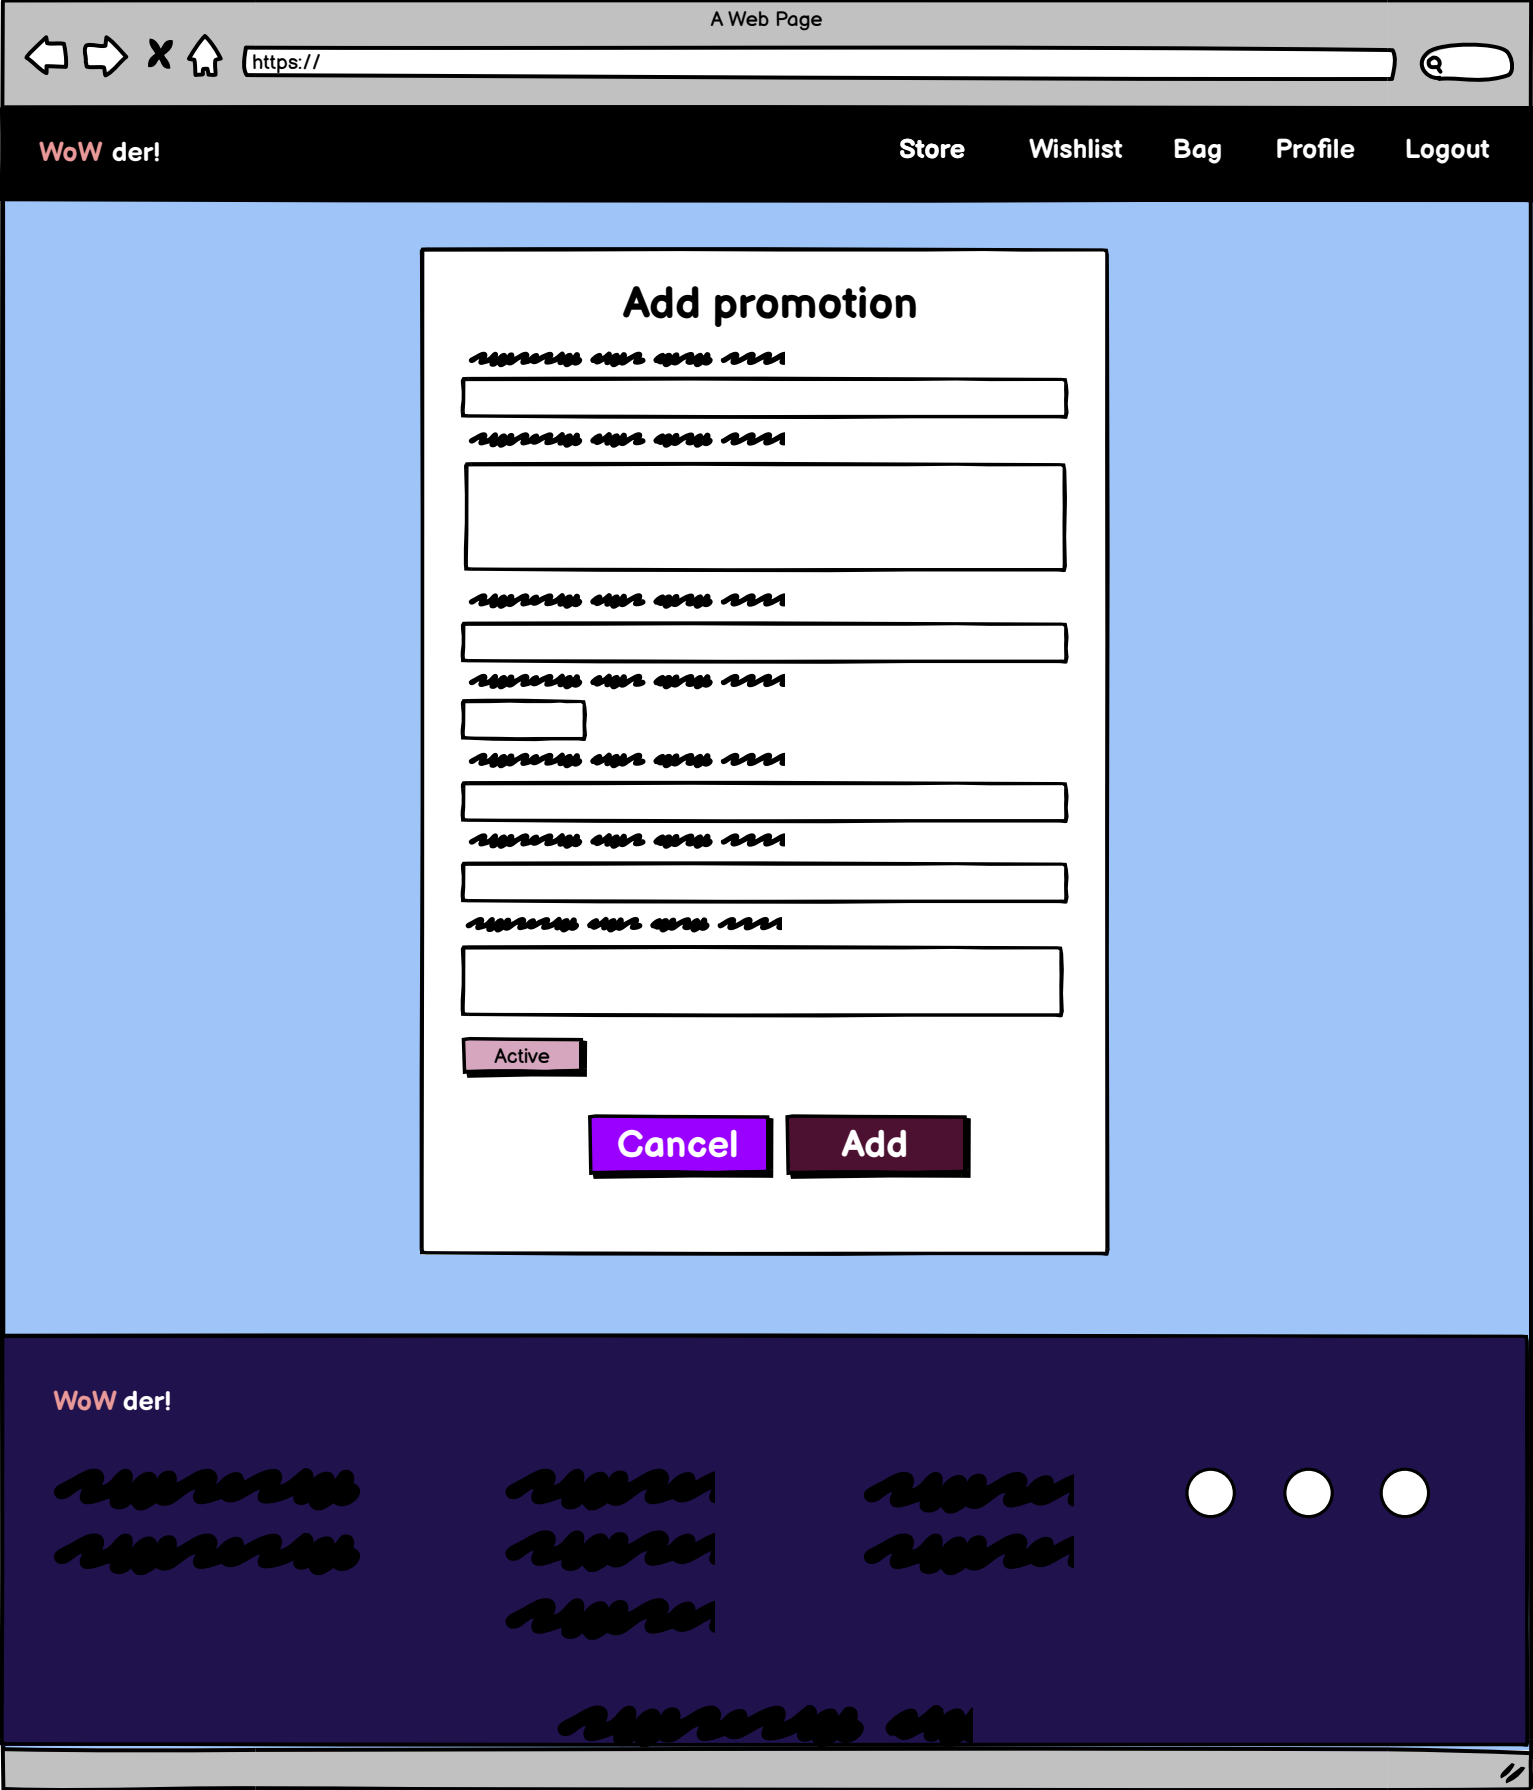 A Web Page
https://
WoW der!
Store Wishlist Bag Profile Logout
Add promotion
Active
Cancel Add
WoW der!